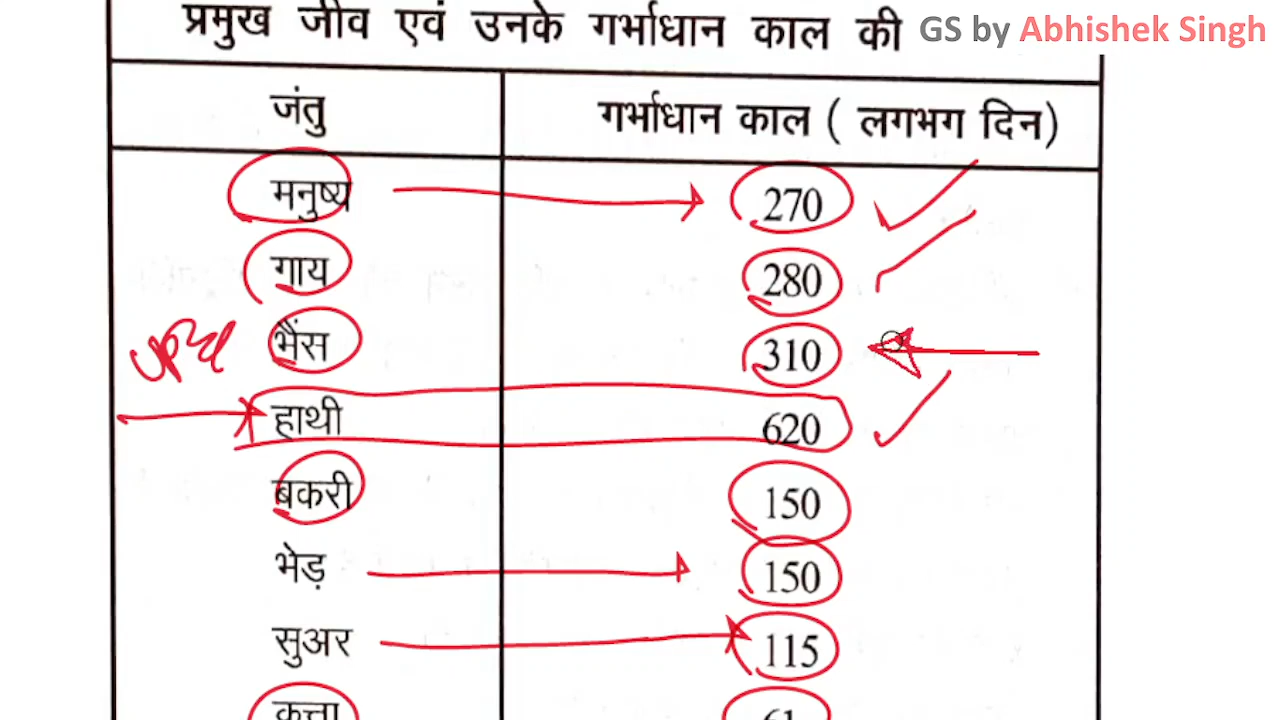 प्रमुख जीव एवं उनके गर्भाधान काल की
GS by Abhishek Singh
जंतु गर्भाधान काल ( लगभग दिन)
मनुष्य 270
गाय 280
भैंस 310
हाथी 620
बकरी 150
भेड़ 150
सुअर 115
कुत्ता 61